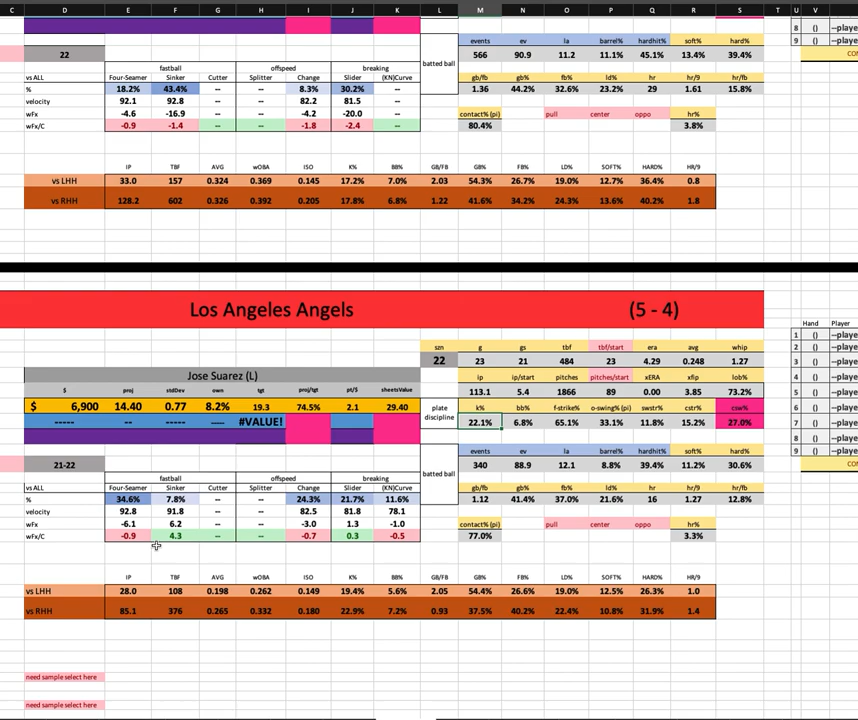 C D E F G H I J K L M N O P Q R S T U V
8 () --playe
9 () --playe
events ev la barrel% hardhit% soft% hard%
22 566 90.9 11.2 11.1% 45.1% 13.4% 39.4%
fastball offspeed breaking batted ball
gb/fb gb% fb% ld% hr hr/9 hr/fb
vs ALL Four-Seamer Sinker Cutter Splitter Change Slider (KN)Curve
% 18.2% 43.4% -- -- 8.3% 30.2% -- 1.36 44.2% 32.6% 23.2% 29 1.61 15.8%
velocity 92.1 92.8 -- -- 82.2 81.5 --
wFx -4.6 -16.9 -- -- -4.2 -20.0 -- contact% (pi) pull center oppo hr%
wFx/C -0.9 -1.4 -- -- -1.8 -2.4 -- 80.4% 3.8%
IP TBF AVG wOBA ISO K% BB% GB/FB GB% FB% LD% SOFT% HARD% HR/9
vs LHH 33.0 157 0.324 0.369 0.145 17.2% 7.0% 2.03 54.3% 26.7% 19.0% 12.7% 36.4% 0.8
vs RHH 128.2 602 0.326 0.392 0.205 17.8% 6.8% 1.22 41.6% 34.2% 24.3% 13.6% 40.2% 1.8
Los Angeles Angels (5 - 4)
Hand Player
1 () --playe
szn g gs tbf tbf/start era avg whip 2 () --playe
22 23 21 484 23 4.29 0.248 1.27 3 () --playe
Jose Suarez (L) ip ip/start pitches pitches/start xERA xfip lob% 4 () --playe
$ proj stdDev own tgt proj/tgt pt/$ sheetsValue 113.1 5.4 1866 89 0.00 3.85 73.2% 5 () --playe
$ 6,900 14.40 0.77 8.2% 19.3 74.5% 2.1 29.40 plate discipline k% bb% f-strike% o-swing% (pi) swstr% cstr% csw% 6 () --playe
----- -- ----- ---- #VALUE! 22.1% 6.8% 65.1% 33.1% 11.8% 15.2% 27.0% 7 () --playe
8 () --playe
events ev la barrel% hardhit% soft% hard% 9 () --playe
21-22 340 88.9 12.1 8.8% 39.4% 11.2% 30.6%
fastball offspeed breaking batted ball
vs ALL Four-Seamer Sinker Cutter Splitter Change Slider (KN)Curve gb/fb gb% fb% ld% hr hr/9 hr/fb
% 34.6% 7.8% -- -- 24.3% 21.7% 11.6% 1.12 41.4% 37.0% 21.6% 16 1.27 12.8%
velocity 92.8 91.8 -- -- 82.5 81.8 78.1
wFx -6.1 6.2 -- -- -3.0 1.3 -1.0 contact% (pi) pull center oppo hr%
wFx/C -0.9 4.3 -- -- -0.7 0.3 -0.5 77.0% 3.3%
IP TBF AVG wOBA ISO K% BB% GB/FB GB% FB% LD% SOFT% HARD% HR/9
vs LHH 28.0 108 0.198 0.262 0.149 19.4% 5.6% 2.05 54.4% 26.6% 19.0% 12.5% 26.3% 1.0
vs RHH 85.1 376 0.265 0.332 0.180 22.9% 7.2% 0.93 37.5% 40.2% 22.4% 10.8% 31.9% 1.4
need sample select here
need sample select here